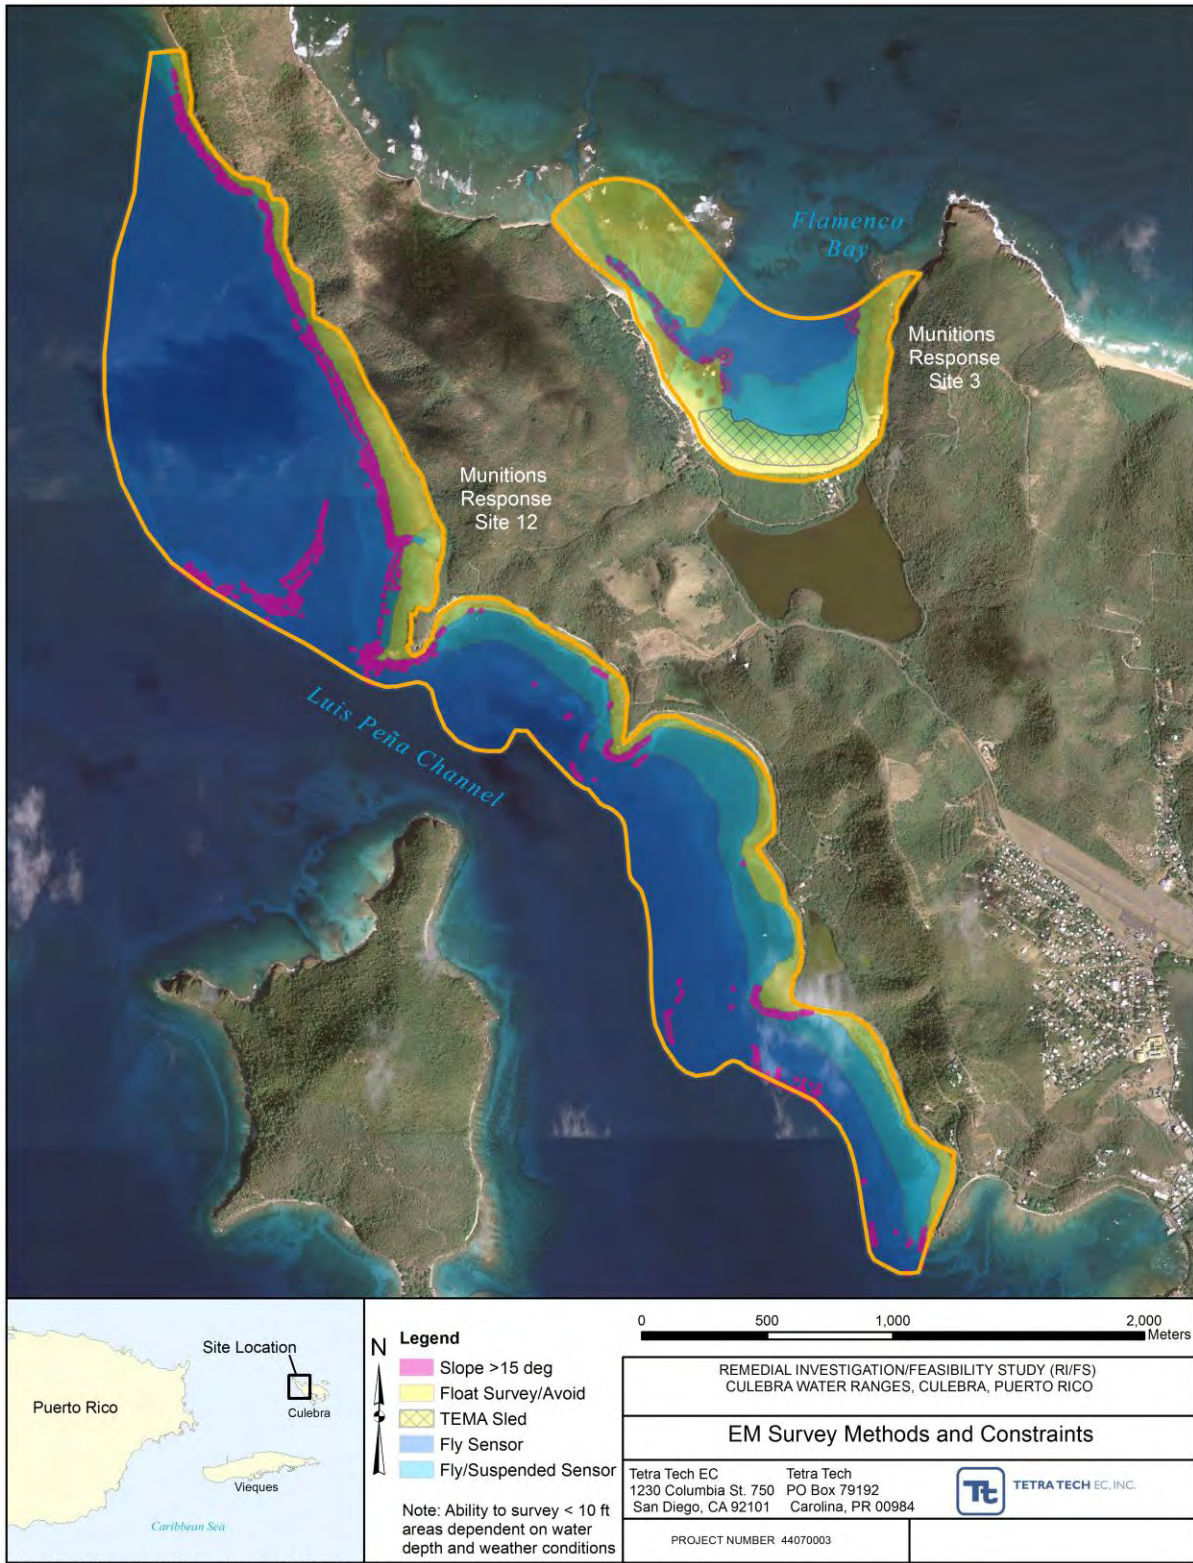 Flamenco
Bay
Munitions
Response
Site 3
Munitions
Response
Site 12
Luis Peña Channel
Site Location
Puerto Rico
Culebra
Vieques
Caribbean Sea
N
Legend
Slope >15 deg
Float Survey/Avoid
TEMA Sled
Fly Sensor
Fly/Suspended Sensor
Note: Ability to survey < 10 ft
areas dependent on water
depth and weather conditions
0 500 1,000 2,000
Meters
REMEDIAL INVESTIGATION/FEASIBILITY STUDY (RI/FS)
CULEBRA WATER RANGES, CULEBRA, PUERTO RICO
EM Survey Methods and Constraints
Tetra Tech EC
1230 Columbia St. 750
San Diego, CA 92101
Tetra Tech
PO Box 79192
Carolina, PR 00984
Tt
TETRA TECH EC, INC.
PROJECT NUMBER 44070003